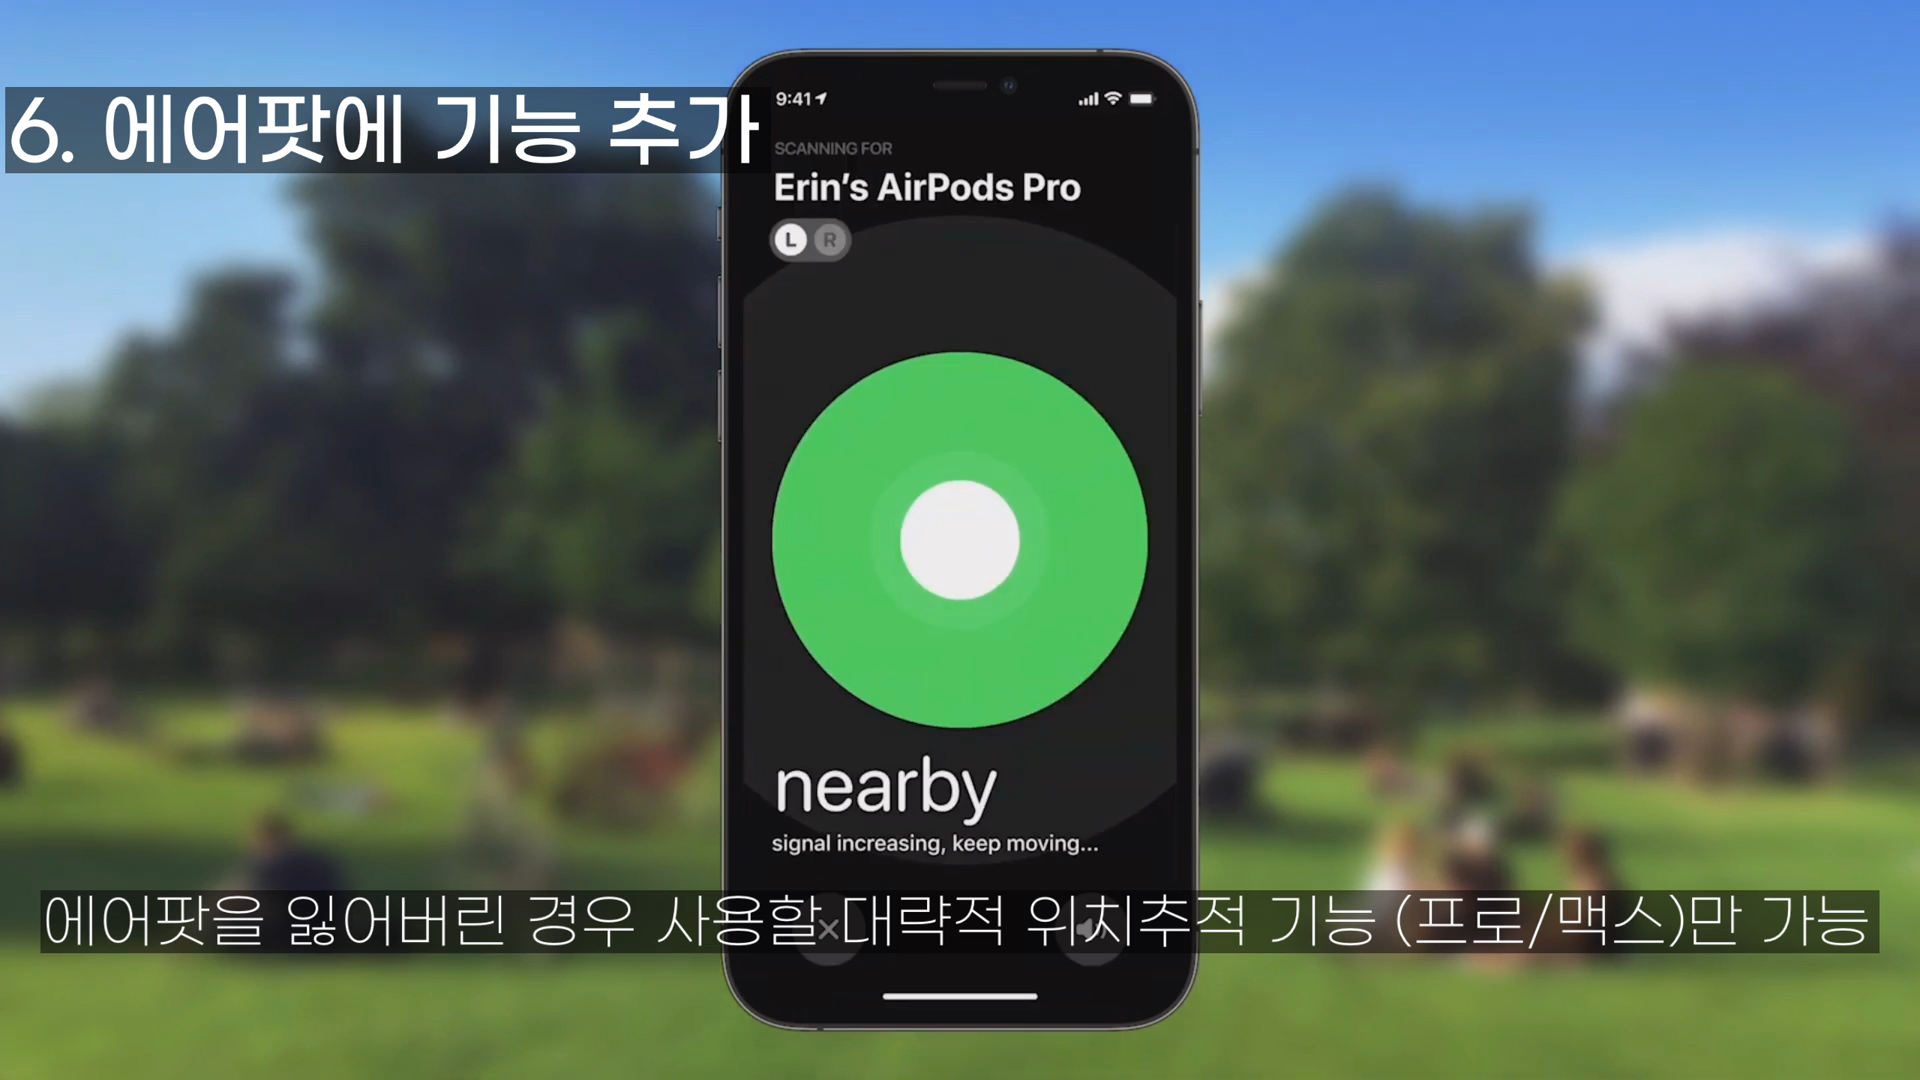 6. 에어팟에 기능 추가
9:41
SCANNING FOR
Erin's AirPods Pro
L R
nearby
signal increasing, keep moving...
에어팟을 잃어버린 경우 사용할 대략적 위치추적 기능 (프로/맥스)만 가능